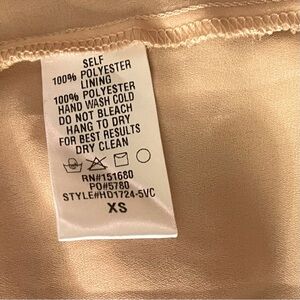 SELF
100% POLYESTER
LINING
100% POLYESTER
HAND WASH COLD
DO NOT BLEACH
HANG TO DRY
FOR BEST RESULTS
DRY CLEAN
RN#151680
PO#5780
STYLE#HD1724-5VC
XS